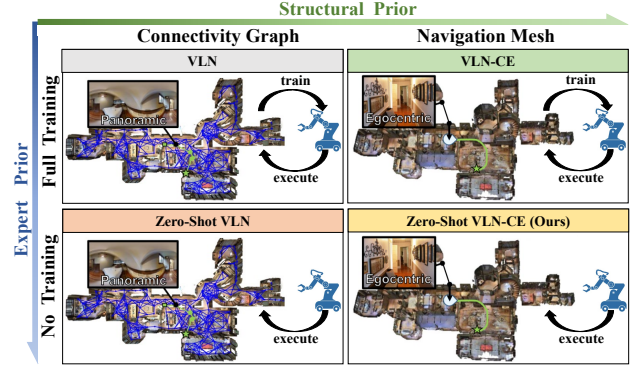 Structural Prior
Connectivity Graph
Navigation Mesh
Expert Prior
Full Training
VLN
Panoramic
train
execute
VLN-CE
Egocentric
train
execute
No Training
Zero-Shot VLN
Panoramic
execute
Zero-Shot VLN-CE (Ours)
Egocentric
execute